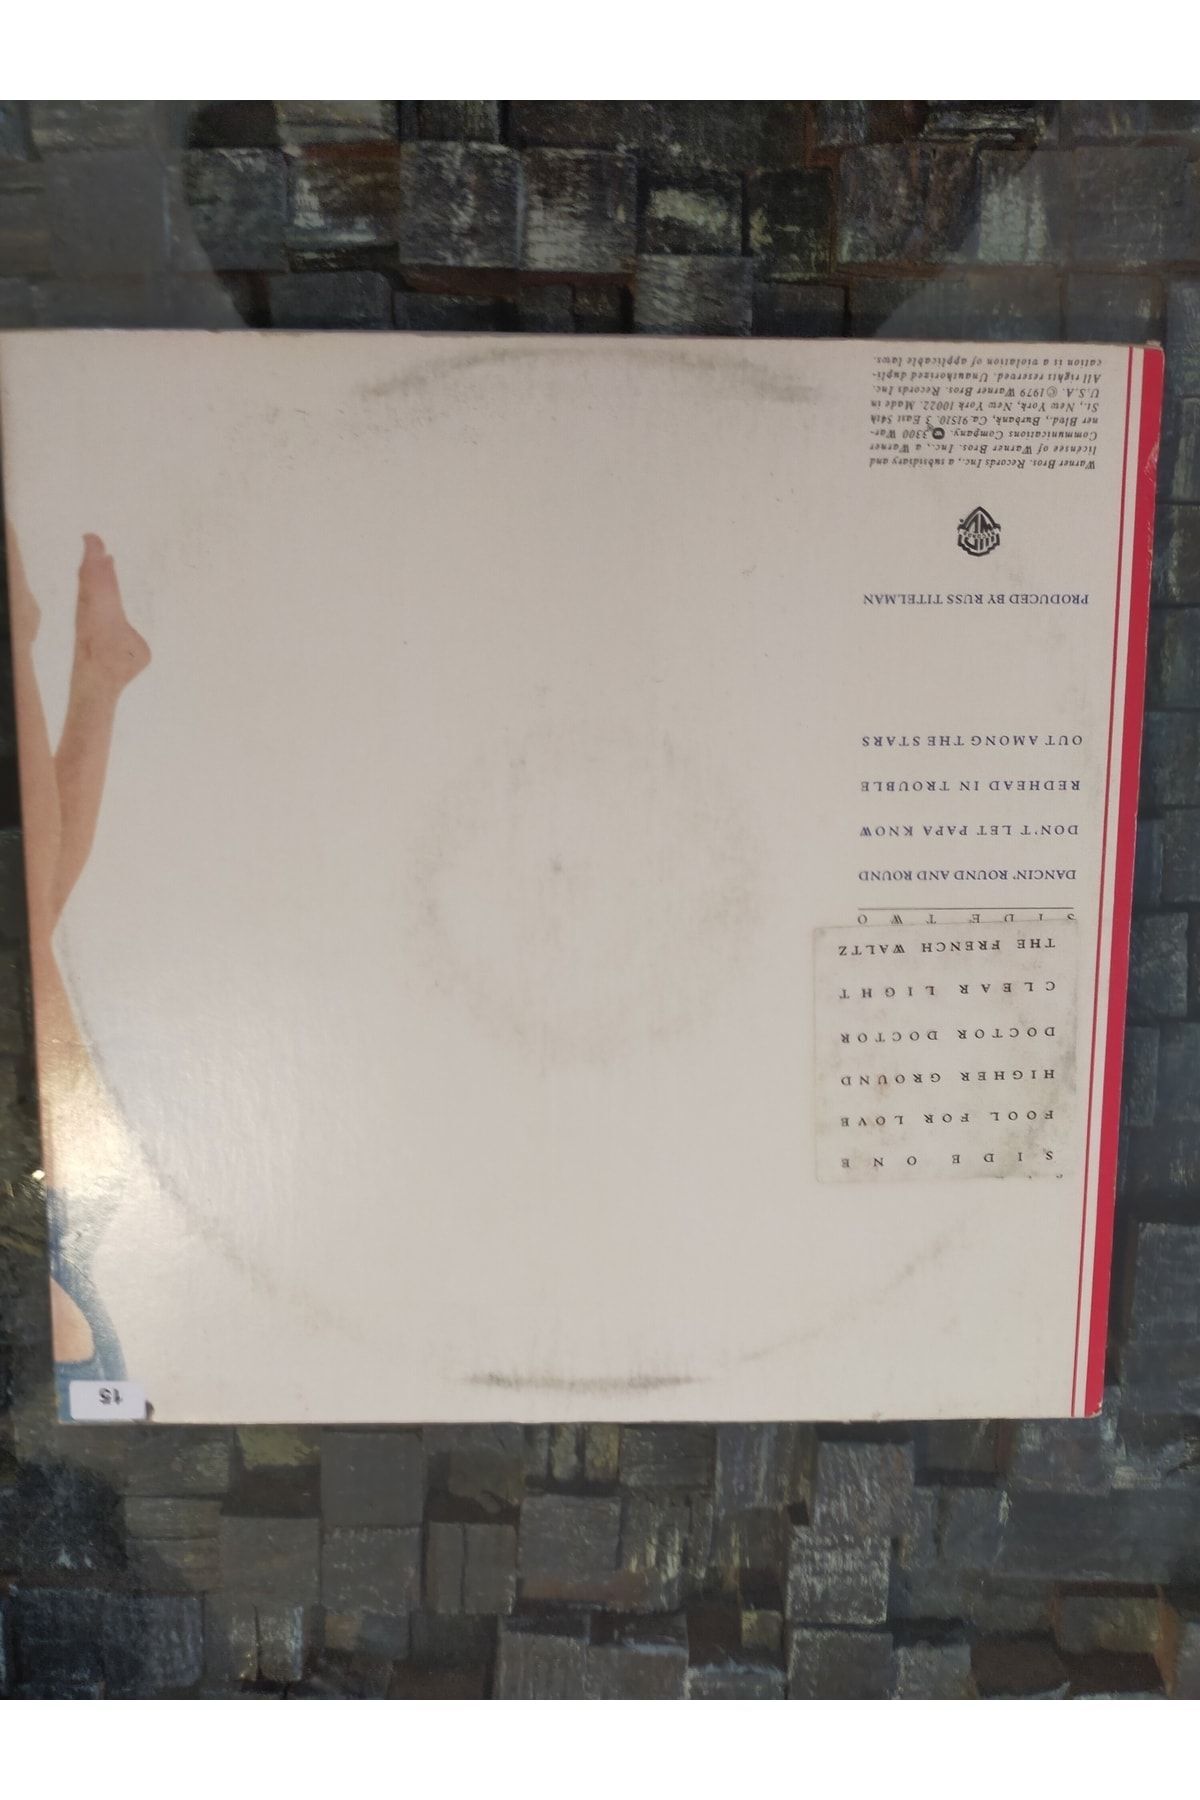 15
SIDE ONE
FOOL FOR LOVE
HIGHER GROUND
DOCTOR DOCTOR
CLEAR LIGHT
THE FRENCH WALTZ
SIDE TWO
DANCIN' ROUND AND ROUND
DON'T LET PAPA KNOW
REDHEAD IN TROUBLE
OUT AMONG THE STARS
PRODUCED BY RUSS TITELMAN
Warner Bros. Records Inc., a subsidiary and
licensee of Warner Bros. Inc., a Warner
Communications Company. 3300 War-
ner Blvd., Burbank, Ca. 91510. 3 East 54th
St., New York, New York 10022. Made in
U.S.A. © 1979 Warner Bros. Records Inc.
All rights reserved. Unauthorized dupli-
cation is a violation of applicable laws.